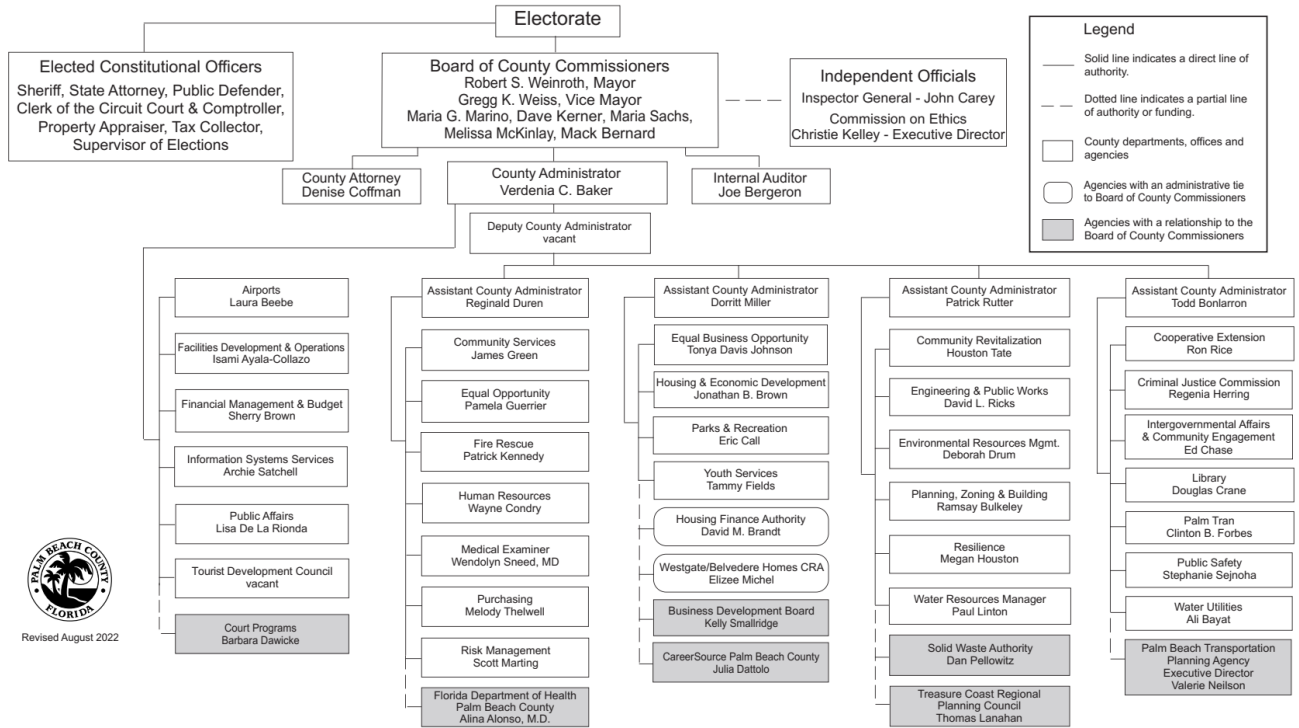 Electorate
Elected Constitutional Officers
Sheriff, State Attorney, Public Defender,
Clerk of the Circuit Court & Comptroller,
Property Appraiser, Tax Collector,
Supervisor of Elections
Board of County Commissioners
Robert S. Weinroth, Mayor
Gregg K. Weiss, Vice Mayor
Maria G. Marino, Dave Kerner, Maria Sachs,
Melissa McKinlay, Mack Bernard
Independent Officials
Inspector General - John Carey
Commission on Ethics
Christie Kelley - Executive Director
Legend
Solid line indicates a direct line of
authority.
Dotted line indicates a partial line
of authority or funding.
County departments, offices and
agencies
Agencies with an administrative tie
to Board of County Commissioners
Agencies with a relationship to the
Board of County Commissioners
County Attorney
Denise Coffman
County Administrator
Verdenia C. Baker
Internal Auditor
Joe Bergeron
Deputy County Administrator
vacant
Airports
Laura Beebe
Facilities Development & Operations
Isami Ayala-Collazo
Financial Management & Budget
Sherry Brown
Information Systems Services
Archie Satchell
Public Affairs
Lisa De La Rionda
Tourist Development Council
vacant
Court Programs
Barbara Dawicke
Assistant County Administrator
Reginald Duren
Community Services
James Green
Equal Opportunity
Pamela Guerrier
Fire Rescue
Patrick Kennedy
Human Resources
Wayne Condry
Medical Examiner
Wendolyn Sneed, MD
Purchasing
Melody Thelwell
Risk Management
Scott Marting
Florida Department of Health
Palm Beach County
Alina Alonso, M.D.
Assistant County Administrator
Dorritt Miller
Equal Business Opportunity
Tonya Davis Johnson
Housing & Economic Development
Jonathan B. Brown
Parks & Recreation
Eric Call
Youth Services
Tammy Fields
Housing Finance Authority
David M. Brandt
Westgate/Belvedere Homes CRA
Elizee Michel
Business Development Board
Kelly Smallridge
CareerSource Palm Beach County
Julia Dattolo
Assistant County Administrator
Patrick Rutter
Community Revitalization
Houston Tate
Engineering & Public Works
David L. Ricks
Environmental Resources Mgmt.
Deborah Drum
Planning, Zoning & Building
Ramsay Bulkeley
Resilience
Megan Houston
Water Resources Manager
Paul Linton
Solid Waste Authority
Dan Pellowitz
Treasure Coast Regional
Planning Council
Thomas Lanahan
Assistant County Administrator
Todd Bonlarron
Cooperative Extension
Ron Rice
Criminal Justice Commission
Regenia Herring
Intergovernmental Affairs
& Community Engagement
Ed Chase
Library
Douglas Crane
Palm Tran
Clinton B. Forbes
Public Safety
Stephanie Sejnoha
Water Utilities
Ali Bayat
Palm Beach Transportation
Planning Agency
Executive Director
Valerie Neilson
PALM BEACH COUNTY
FLORIDA
Revised August 2022